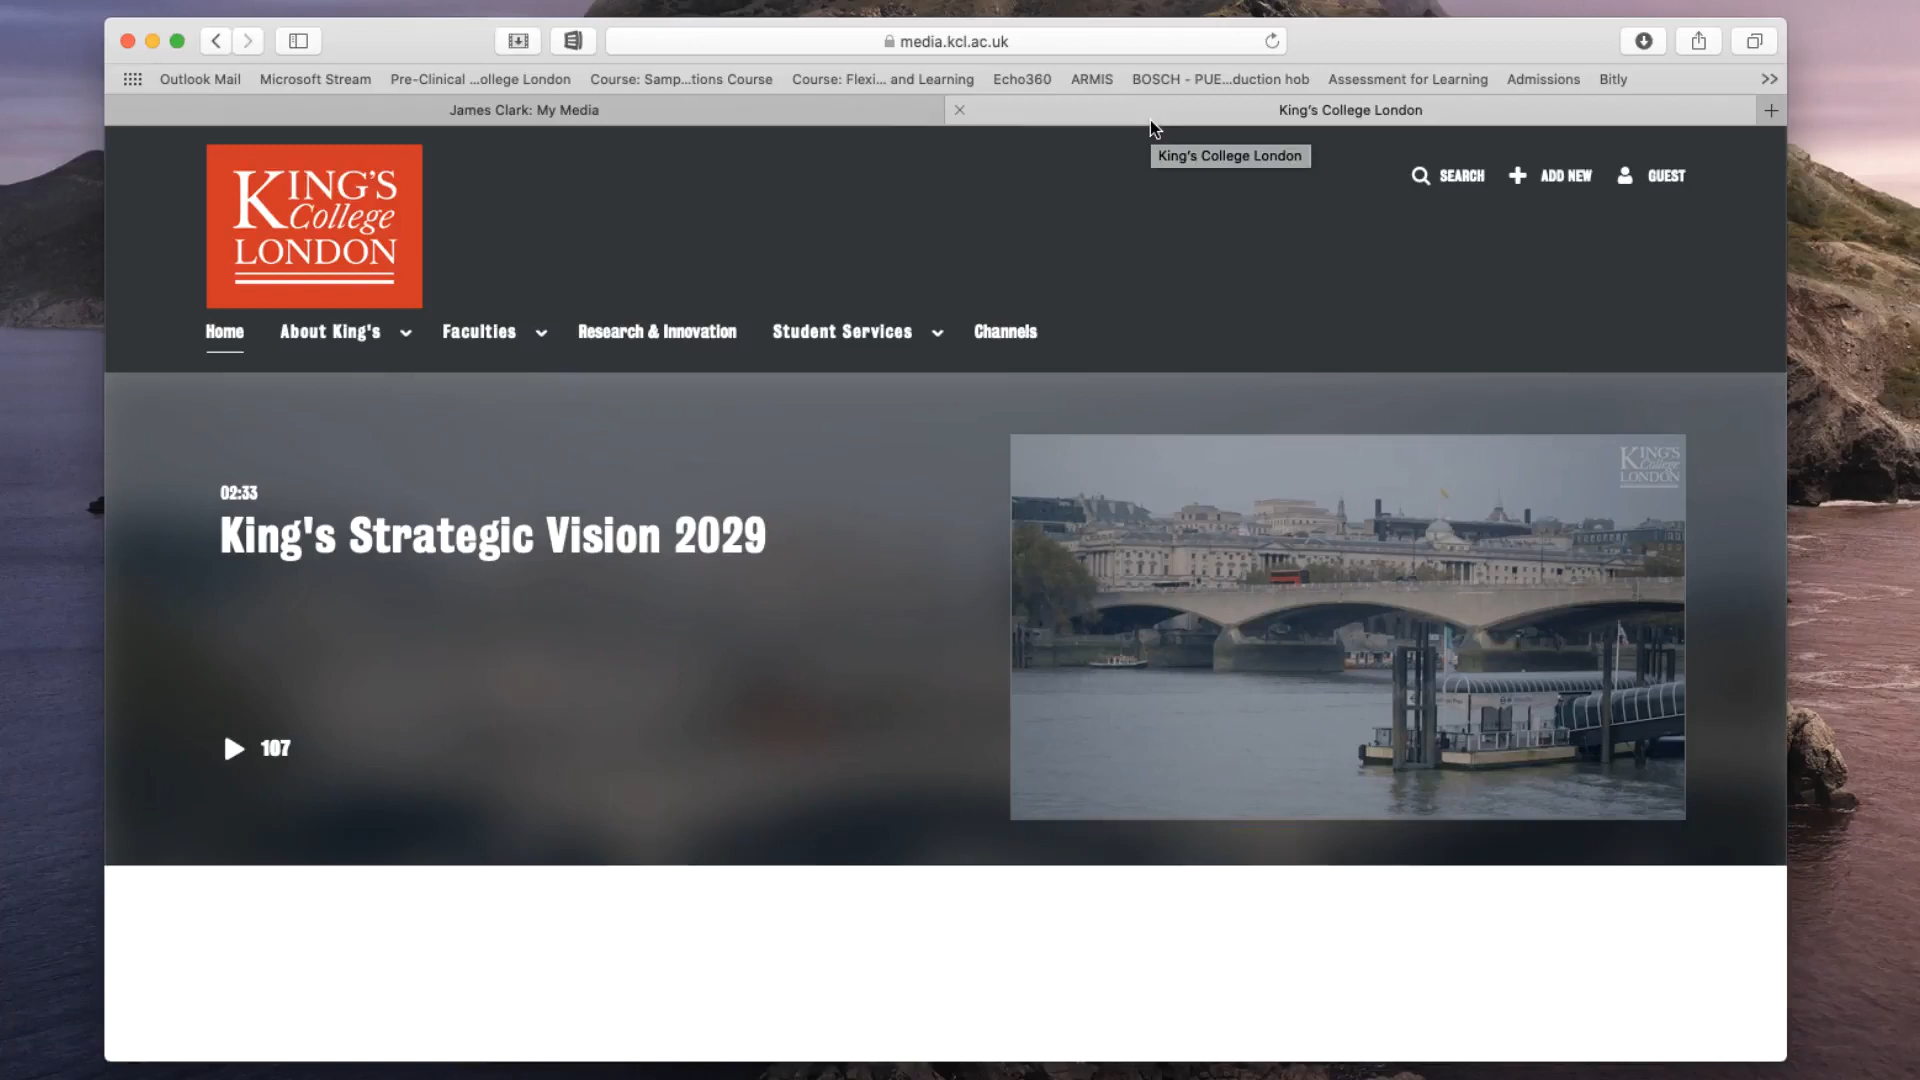 media.kcl.ac.uk
Outlook Mail
Microsoft Stream
Pre-Clinical ...ollege London
Course: Samp...tions Course
Course: Flexi... and Learning
Echo360
ARMIS
BOSCH - PUE...duction hob
Assessment for Learning
Admissions
Bitly
James Clark: My Media
King's College London
King's College London
KING'S
College
LONDON
SEARCH
ADD NEW
GUEST
Home
About King's
Faculties
Research & Innovation
Student Services
Channels
02:33
King's Strategic Vision 2029
107
KING'S
College
LONDON